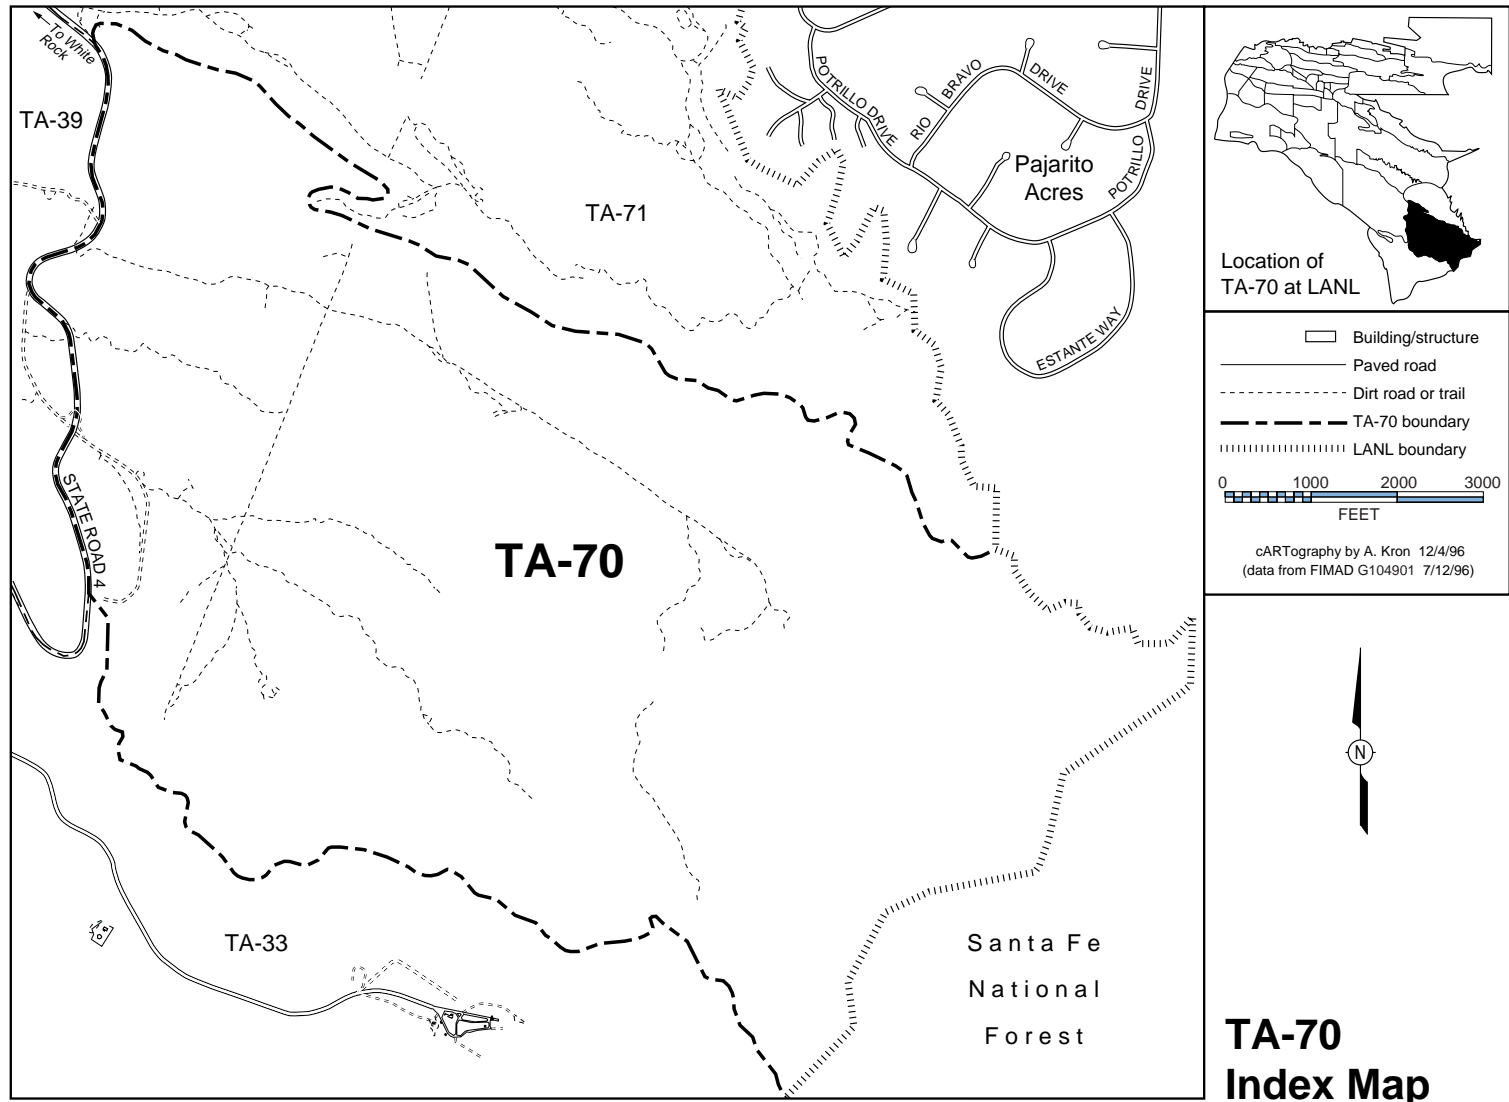 To White
Rock
TA-39
TA-71
POTRILLO DRIVE
RIO BRAVO DRIVE
POTRILLO DRIVE
Pajarito
Acres
ESTANTE WAY
STATE ROAD 4
TA-70
TA-33
Santa Fe
National
Forest
Location of
TA-70 at LANL
Building/structure
Paved road
Dirt road or trail
TA-70 boundary
LANL boundary
0 1000 2000 3000
FEET
cARTography by A. Kron 12/4/96
(data from FIMAD G104901 7/12/96)
N
TA-70
Index Map